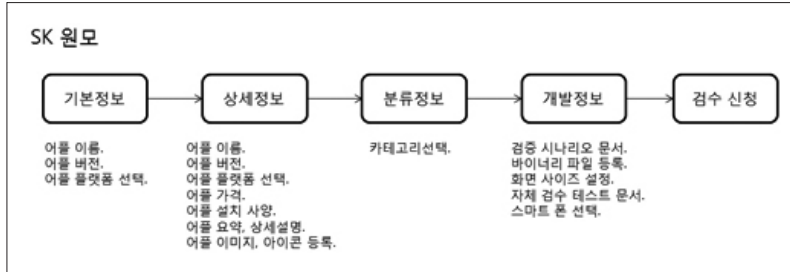 SK 원모
기본정보
상세정보
분류정보
개발정보
검수 신청
어플 이름.
어플 버전.
어플 플랫폼 선택.
어플 이름.
어플 버전.
어플 플랫폼 선택.
어플 가격.
어플 설치 사양.
어플 요약, 상세설명.
어플 이미지, 아이콘 등록.
카테고리선택.
검증 시나리오 문서.
바이너리 파일 등록.
화면 사이즈 설정.
자체 검수 테스트 문서.
스마트 폰 선택.